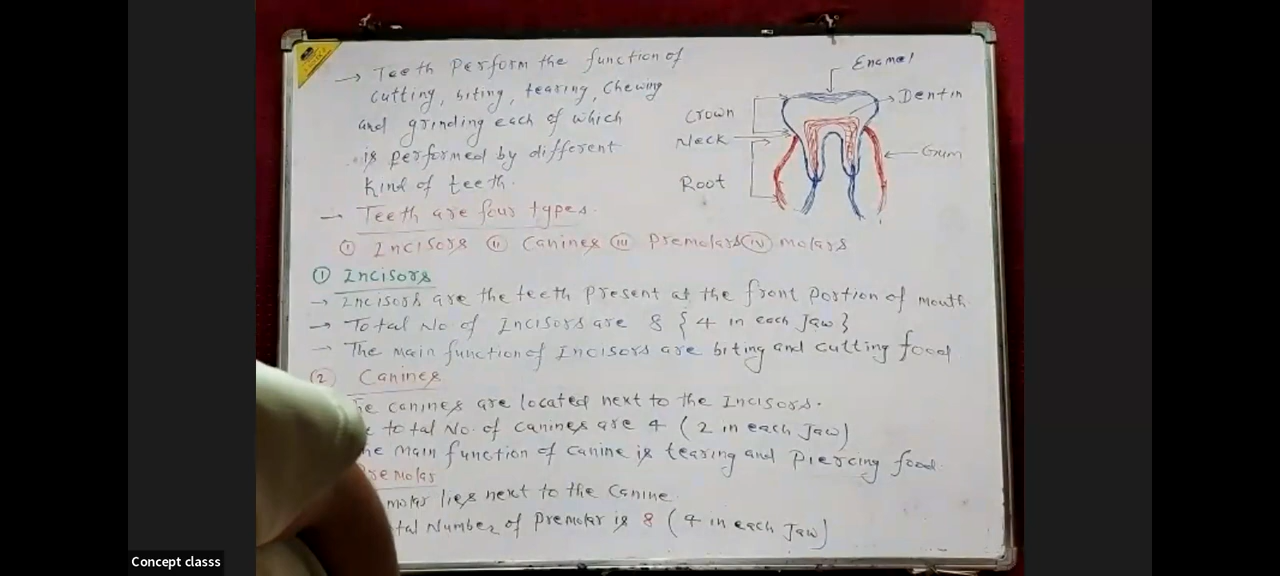 → Teeth perform the function of
cutting, biting, tearing, chewing
and grinding each of which
is performed by different
kind of teeth.
→ Teeth are four types.
① Incisors ② Canines ③ Premolars ④ molars
① Incisors
→ Incisors are the teeth present at the front portion of mouth
→ Total No. of Incisors are 8 { 4 in each Jaw }
→ The main function of Incisors are biting and cutting food
② Canines
The canines are located next to the Incisors.
total No. of canines are 4 ( 2 in each Jaw )
The main function of canine is tearing and piercing food.
Premolar
molar lies next to the canine
Total Number of premolar is 8 ( 4 in each Jaw )
Enamel
Dentin
Crown
Neck
Gum
Root
Concept classs